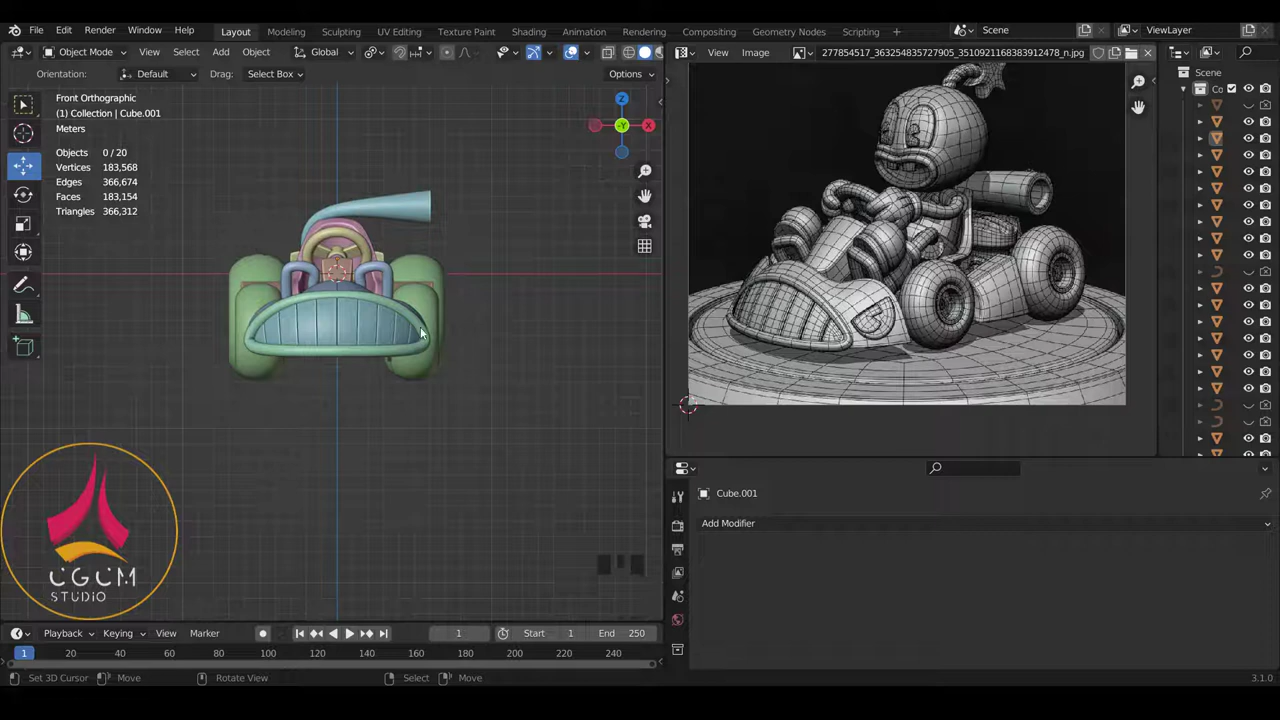 File Edit Render Window Help Layout Modeling Sculpting UV Editing Texture Paint Shading Animation Rendering Compositing Geometry Nodes Scripting Scene ViewLayer
Object Mode View Select Add Object Global View Image 277854517_363254835727905_3510921168383912478_n.jpg
Orientation: Default Drag: Select Box Options Scene
Front Orthographic
(1) Collection | Cube.001
Meters
Objects 0 / 20
Vertices 183,568
Edges 366,674
Faces 183,154
Triangles 366,312
Z
-Y
X
Co
Cube.001
Add Modifier
CGCM
STUDIO
Playback Keying View Marker 1 Start 1 End 250
1 20 40 60 80 100 120 140 160 180 200 220 240
Set 3D Cursor Move Rotate View Select Move 3.1.0